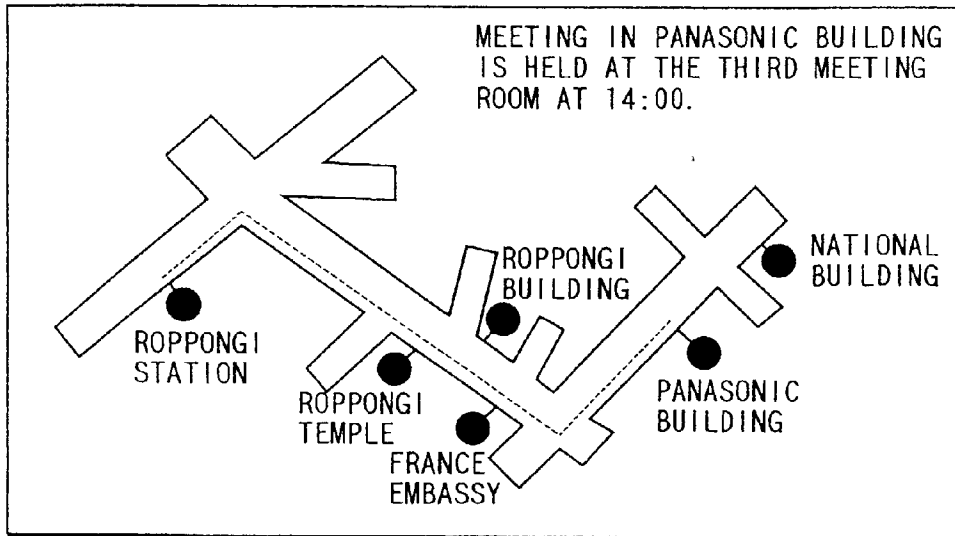 MEETING IN PANASONIC BUILDING
IS HELD AT THE THIRD MEETING
ROOM AT 14:00.
NATIONAL
BUILDING
ROPPONGI
BUILDING
ROPPONGI
STATION
ROPPONGI
TEMPLE
PANASONIC
BUILDING
FRANCE
EMBASSY